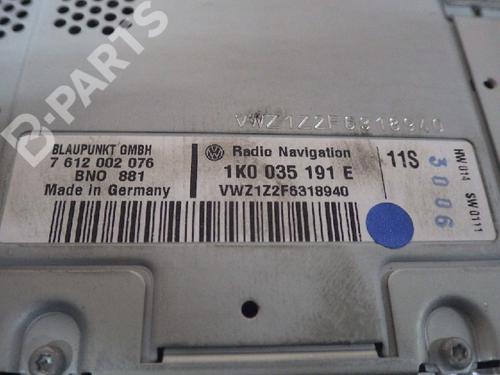 B-PARTS
VWZ1Z2F6318940
BLAUPUNKT GMBH
7 612 002 076
BNO 881
Made in Germany
Radio Navigation
1K0 035 191 E
VWZ1Z2F6318940
11S
3006
HW 014
SW 0111